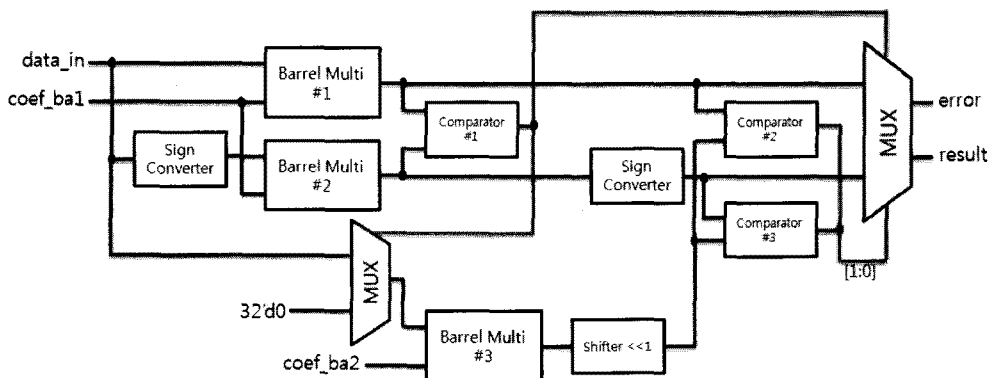 data_in
coef_ba1
Barrel Multi
#1
Comparator
#1
Comparator
#2
MUX
error
result
Sign
Converter
Barrel Multi
#2
Sign
Converter
Comparator
#3
[1:0]
MUX
32'd0
coef_ba2
Barrel Multi
#3
Shifter <<1